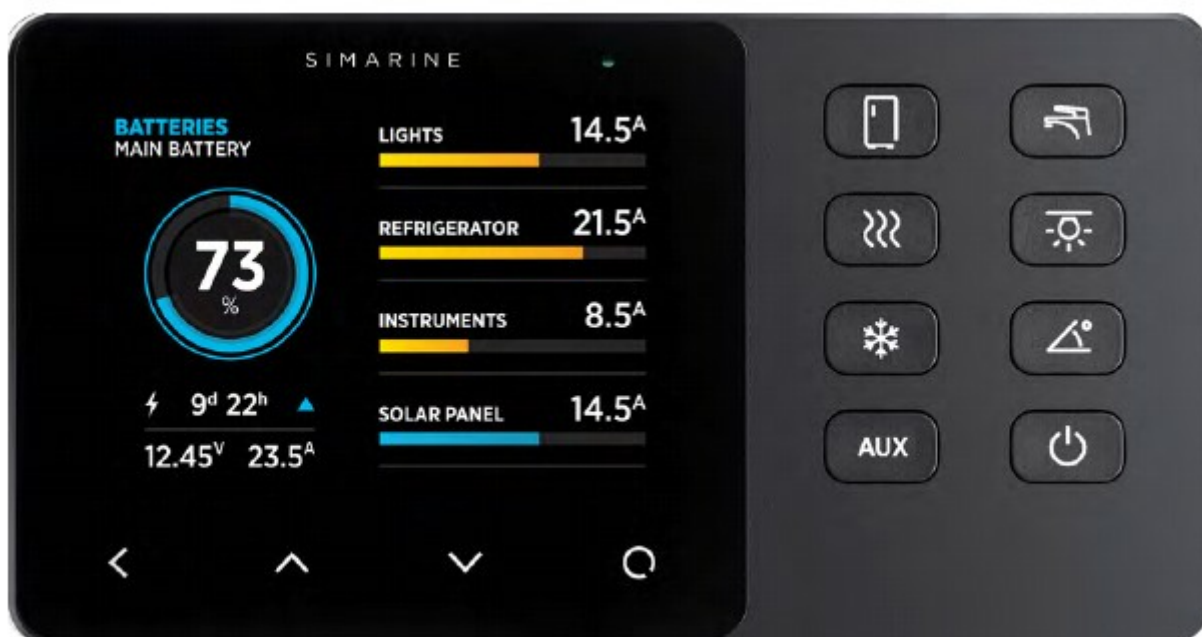 SIMARINE
BATTERIES
MAIN BATTERY
73
%
9d 22h
12.45V 23.5A
LIGHTS 14.5A
REFRIGERATOR 21.5A
INSTRUMENTS 8.5A
SOLAR PANEL 14.5A
AUX